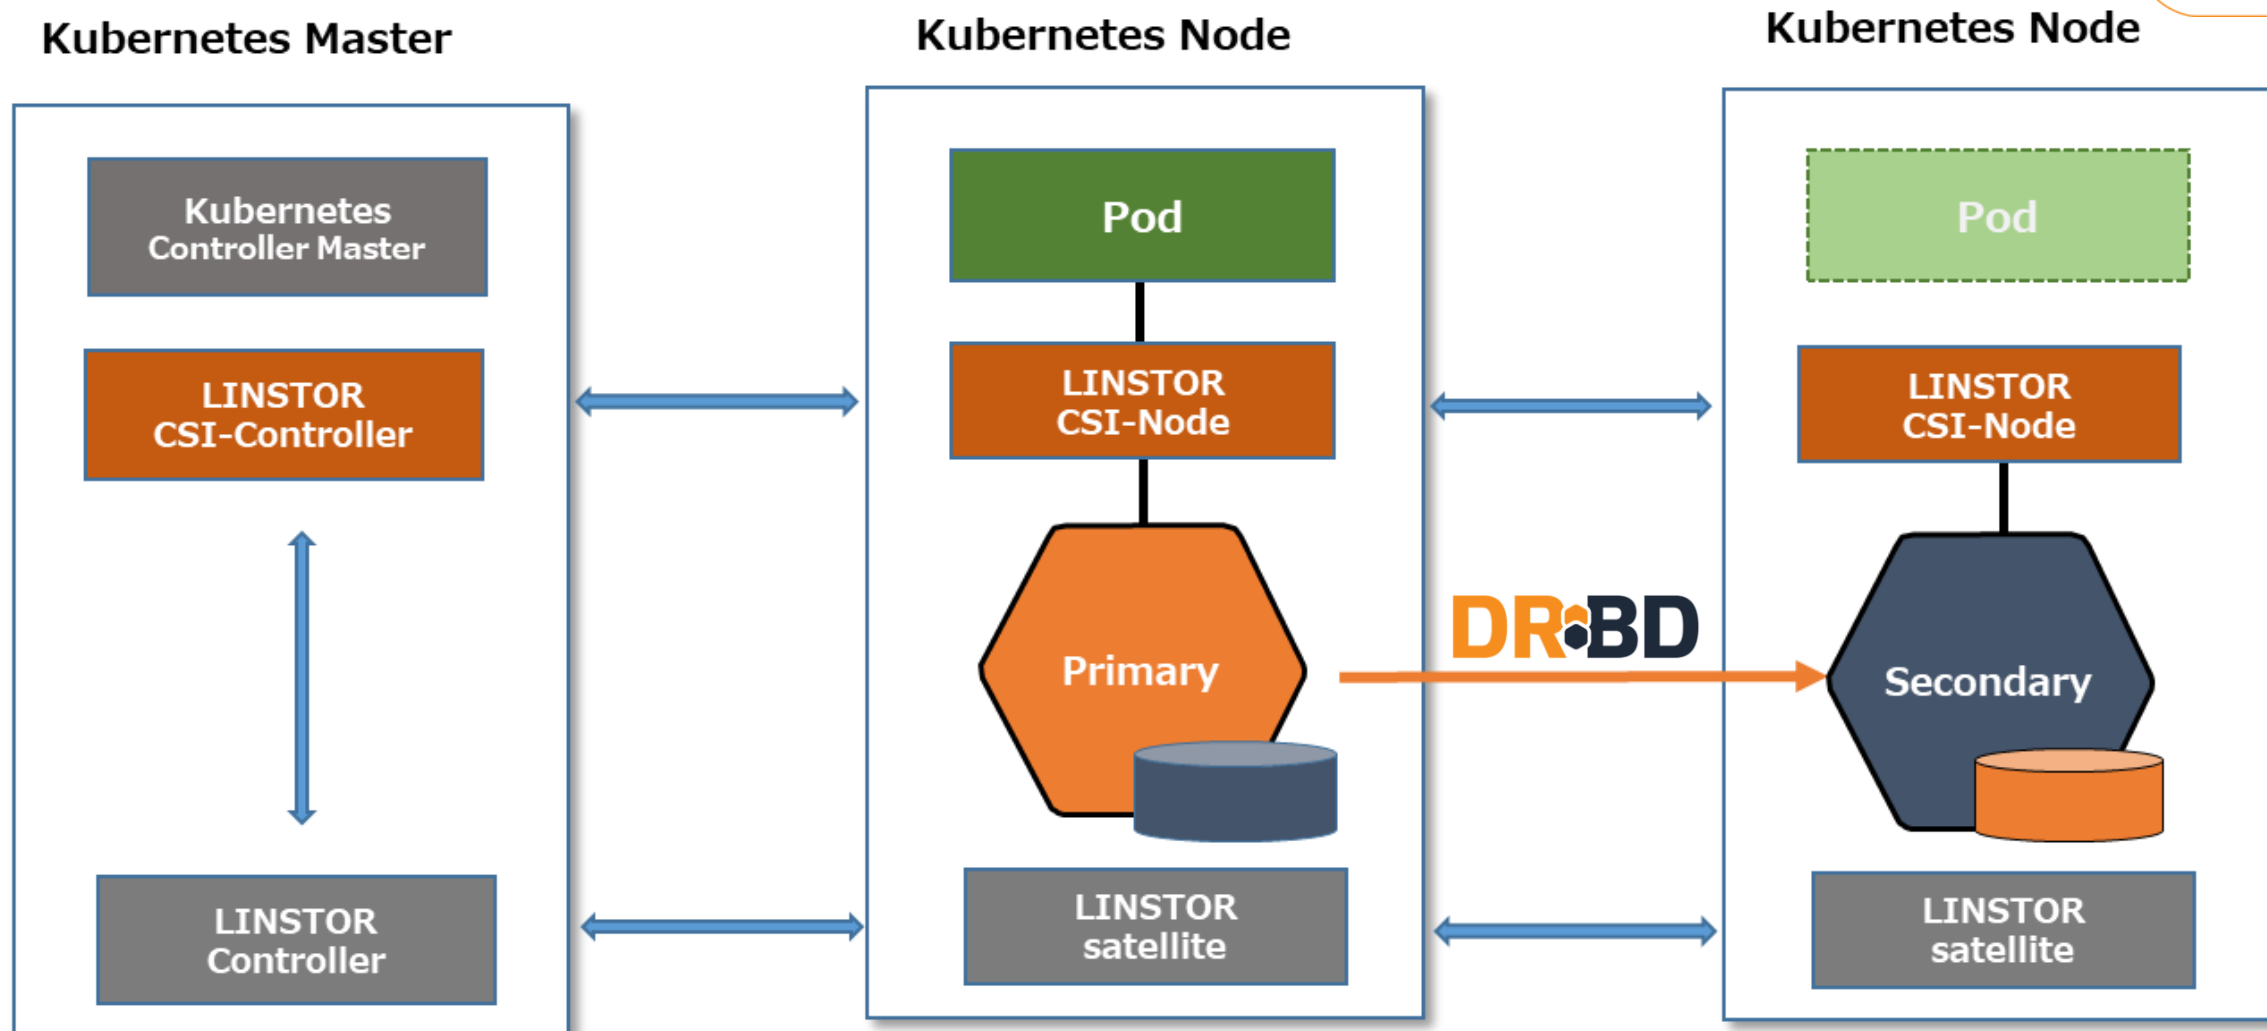 Kubernetes Master
Kubernetes
Controller Master
LINSTOR
CSI-Controller
LINSTOR
Controller
Kubernetes Node
Pod
LINSTOR
CSI-Node
Primary
LINSTOR
satellite
DRBD
Kubernetes Node
Pod
LINSTOR
CSI-Node
Secondary
LINSTOR
satellite